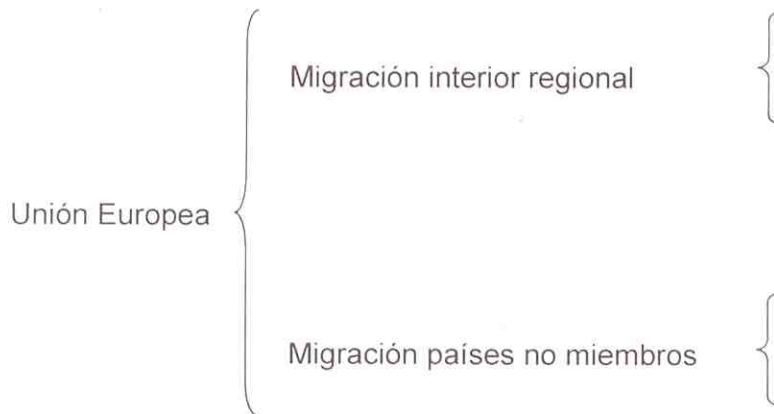 Migración interior regional
Unión Europea
Migración países no miembros